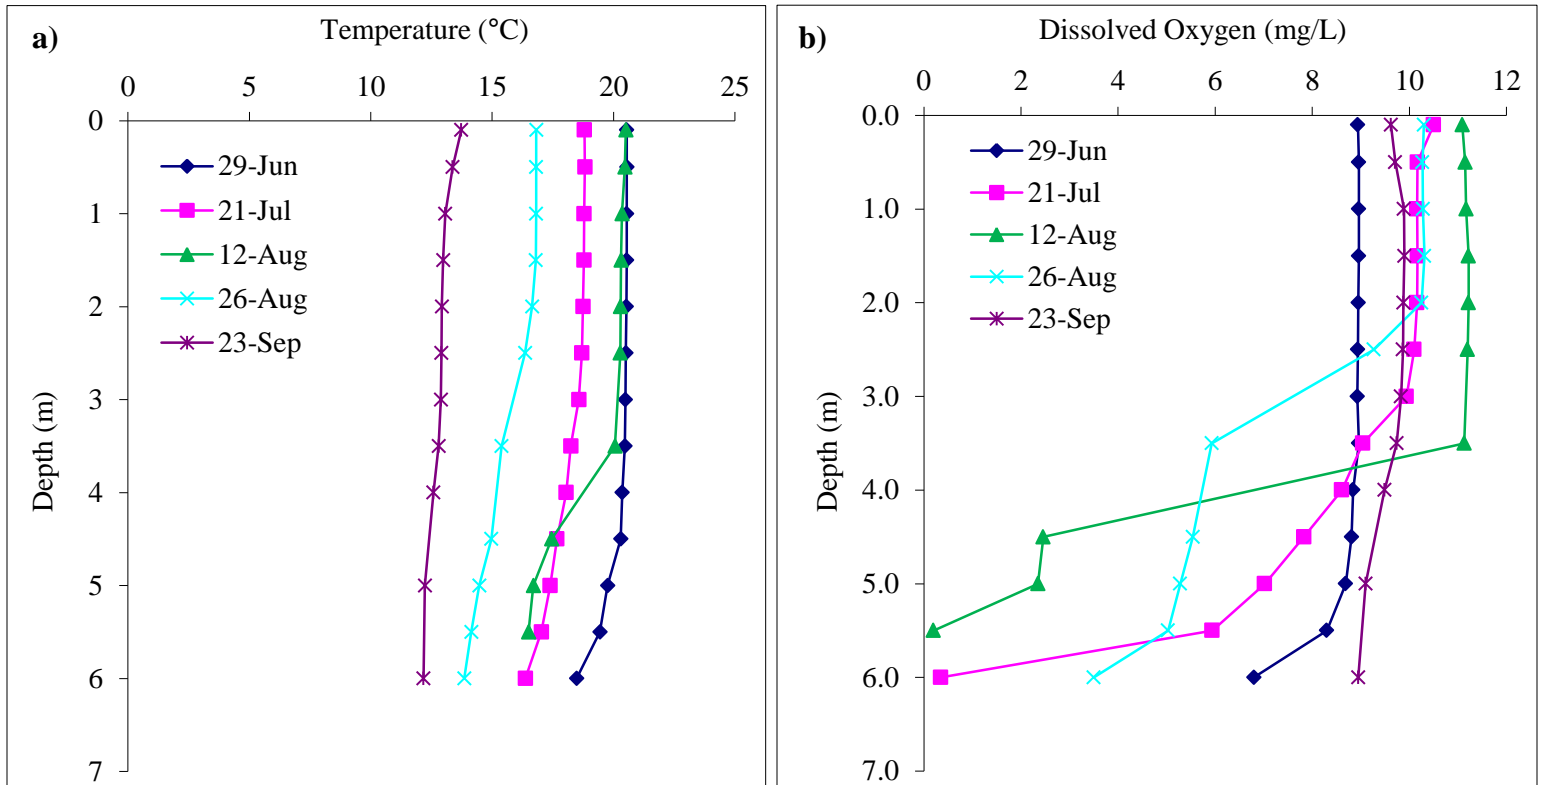 a)
Temperature (°C)
0 5 10 15 20 25
0
1
2
3
4
5
6
7
Depth (m)
29-Jun
21-Jul
12-Aug
26-Aug
23-Sep
b)
Dissolved Oxygen (mg/L)
0 2 4 6 8 10 12
0.0
1.0
2.0
3.0
4.0
5.0
6.0
7.0
Depth (m)
29-Jun
21-Jul
12-Aug
26-Aug
23-Sep